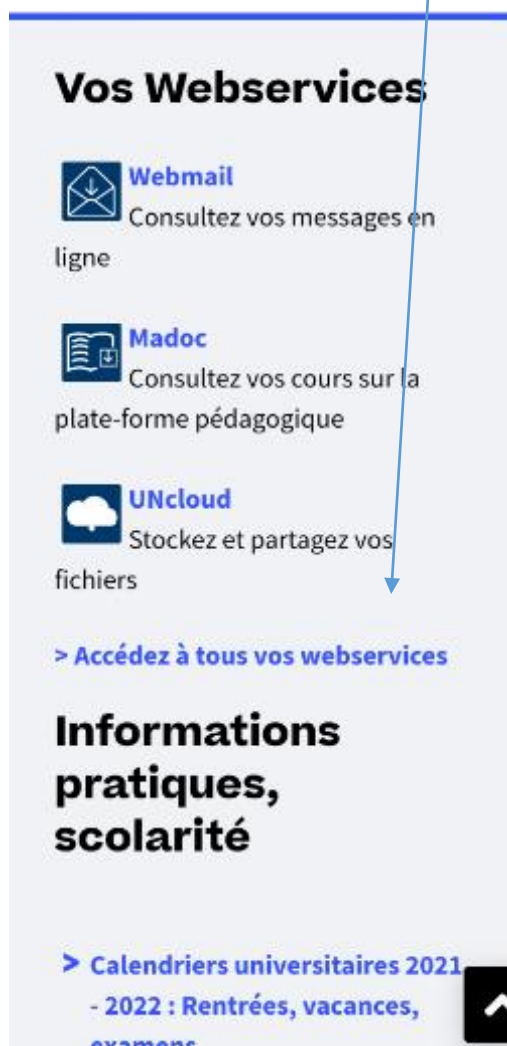 Vos Webservices
Webmail
Consultez vos messages en
ligne
Madoc
Consultez vos cours sur la
plate-forme pédagogique
UNcloud
Stockez et partagez vos
fichiers
> Accédez à tous vos webservices
Informations
pratiques,
scolarité
> Calendriers universitaires 2021
- 2022 : Rentrées, vacances,
examens